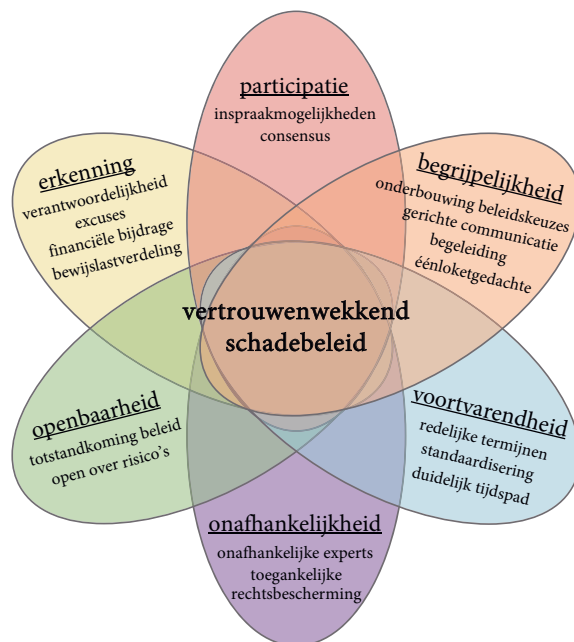 participatie
inspraakmogelijkheden
consensus
erkenning
verantwoordelijkheid
excuses
financiële bijdrage
bewijslastverdeling
begrijpelijkheid
onderbouwing beleidskeuzes
gerichte communicatie
begeleiding
éénloketgedachte
vertrouwenwekkend
schadebeleid
openbaarheid
totstandkoming beleid
open over risico's
voortvarendheid
redelijke termijnen
standaardisering
duidelijk tijdspad
onafhankelijkheid
onafhankelijke experts
toegankelijke
rechtsbescherming